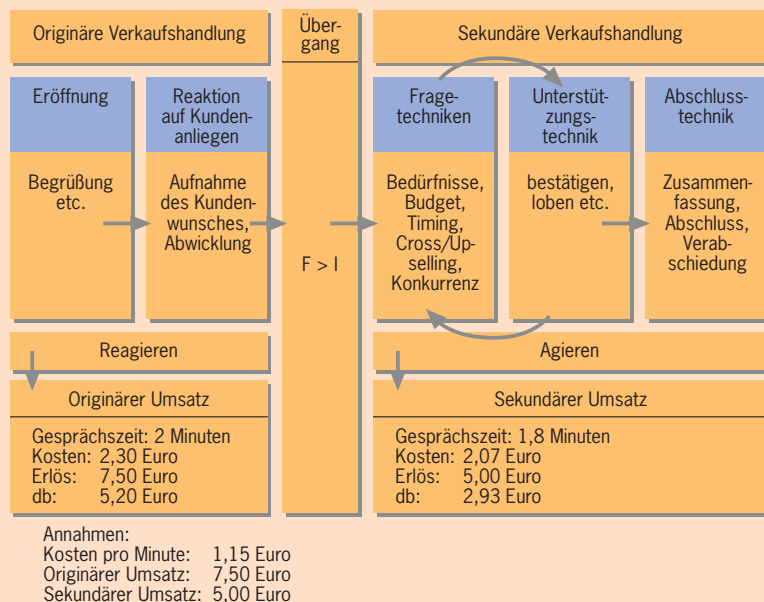 Originäre Verkaufshandlung
Über-
gang
Sekundäre Verkaufshandlung
Eröffnung
Begrüßung
etc.
Reaktion
auf Kunden-
anliegen
Aufnahme
des Kunden-
wunsches,
Abwicklung
F > I
Frage-
techniken
Bedürfnisse,
Budget,
Timing,
Cross/Up-
selling,
Konkurrenz
Unterstüt-
zungs-
technik
bestätigen,
loben etc.
Abschluss-
technik
Zusammen-
fassung,
Abschluss,
Verab-
schiedung
Reagieren
Agieren
Originärer Umsatz
Gesprächszeit: 2 Minuten
Kosten: 2,30 Euro
Erlös: 7,50 Euro
db: 5,20 Euro
Sekundärer Umsatz
Gesprächszeit: 1,8 Minuten
Kosten: 2,07 Euro
Erlös: 5,00 Euro
db: 2,93 Euro
Annahmen:
Kosten pro Minute: 1,15 Euro
Originärer Umsatz: 7,50 Euro
Sekundärer Umsatz: 5,00 Euro